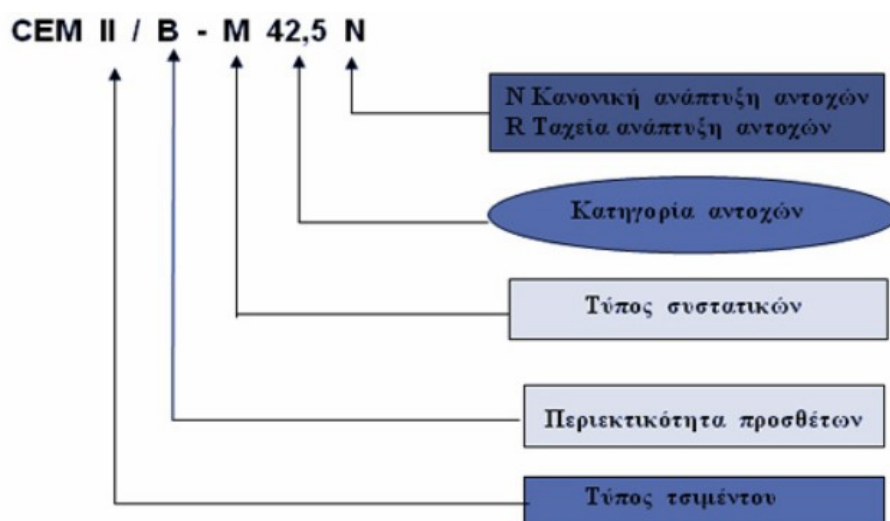 CEM II / B - M 42,5 N
N Κανονική ανάπτυξη αντοχών
R Ταχεία ανάπτυξη αντοχών
Κατηγορία αντοχών
Τύπος συστατικών
Περιεκτικότητα προσθέτων
Τύπος τσιμέντου